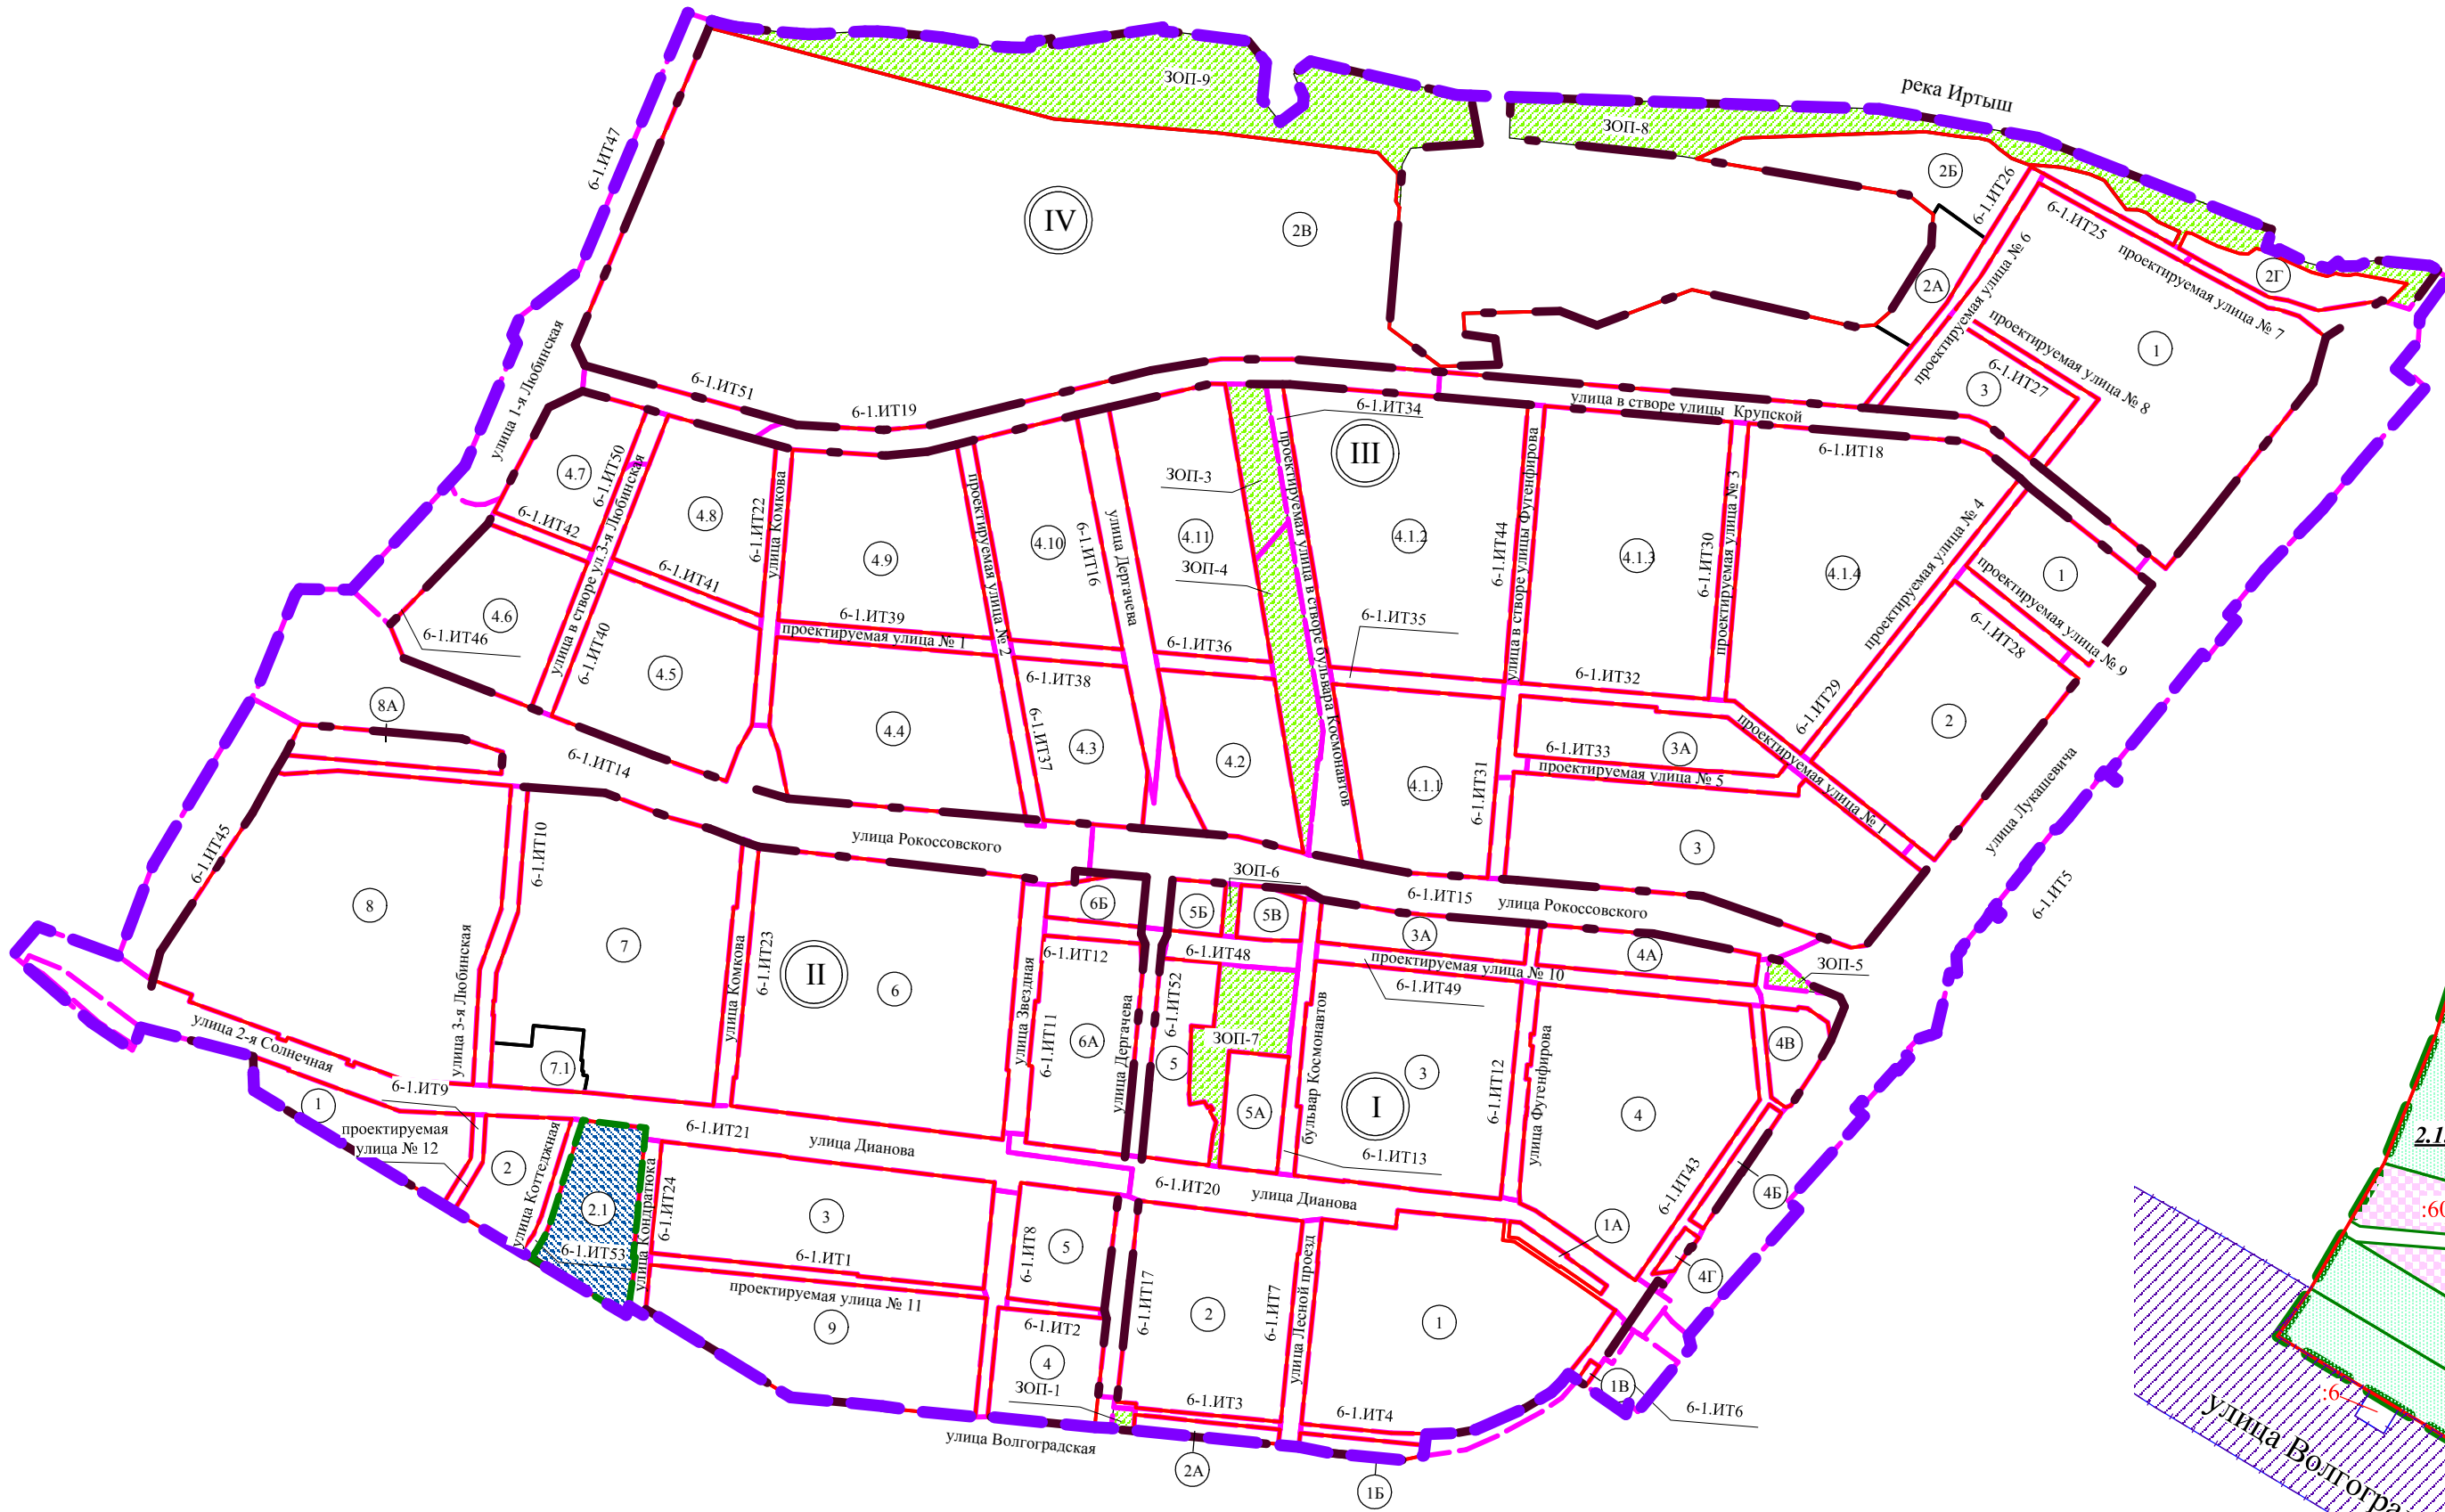 ЗОП-9
река Иртыш
ЗОП-8
6-1.ИТ47
2Б
6-1.ИТ26
IV
2В
6-1.ИТ25
проектируемая улица № 7
2Г
2А
проектируемая улица № 6
1
проектируемая улица № 8
6-1.ИТ27
3
улица 1-я Любинская
6-1.ИТ51
6-1.ИТ19
6-1.ИТ34
улица в створе улицы Крупской
6-1.ИТ18
III
4.7
6-1.ИТ50
6-1.ИТ42
4.8
6-1.ИТ22
улица Комкова
4.9
проектируемая улица № 2
4.10
6-1.ИТ16
улица Дергачева
ЗОП-3
4.11
ЗОП-4
проектируемая улица в створе бульвара Космонавтов
4.1.2
6-1.ИТ44
улица в створе улицы Фугенфирова
4.1.3
6-1.ИТ30
проектируемая улица № 3
4.1.4
проектируемая улица № 4
1
проектируемая улица № 9
6-1.ИТ28
6-1.ИТ41
4.6
6-1.ИТ46
улица в створе ул.3-я Любинская
6-1.ИТ40
4.5
6-1.ИТ39
проектируемая улица № 1
6-1.ИТ38
6-1.ИТ36
6-1.ИТ35
6-1.ИТ32
6-1.ИТ29
2
8А
6-1.ИТ14
4.4
6-1.ИТ37
4.3
4.2
4.1.1
6-1.ИТ31
6-1.ИТ33
3А
проектируемая улица № 5
проектируемая улица № 1
3
улица Лукашевича
6-1.ИТ5
6-1.ИТ45
8
6-1.ИТ10
улица Рокоссовского
ЗОП-6
6-1.ИТ15
улица Рокоссовского
6Б
5Б
5В
3А
4А
ЗОП-5
7
улица 3-я Любинская
улица Комкова
6-1.ИТ23
II
6
улица Звездная
6-1.ИТ12
6-1.ИТ11
6А
улица Дергачева
6-1.ИТ52
6-1.ИТ48
5
ЗОП-7
5А
проектируемая улица № 10
6-1.ИТ49
бульвар Космонавтов
3
I
6-1.ИТ12
улица Фугенфирова
4
4В
улица 2-я Солнечная
7.1
6-1.ИТ9
1
проектируемая
улица № 12
2
улица Коттеджная
2.1
6-1.ИТ53
улица Кондратюка
6-1.ИТ24
6-1.ИТ21
улица Дианова
6-1.ИТ13
6-1.ИТ20
улица Дианова
6-1.ИТ43
4Б
1А
4Г
3
6-1.ИТ1
5
6-1.ИТ8
проектируемая улица № 11
9
6-1.ИТ2
4
ЗОП-1
6-1.ИТ17
2
6-1.ИТ7
улица Лесной проезд
1
6-1.ИТ3
6-1.ИТ4
1В
6-1.ИТ6
улица Волгоградская
2А
1Б
2.1
:60
:6
улица Волгогра